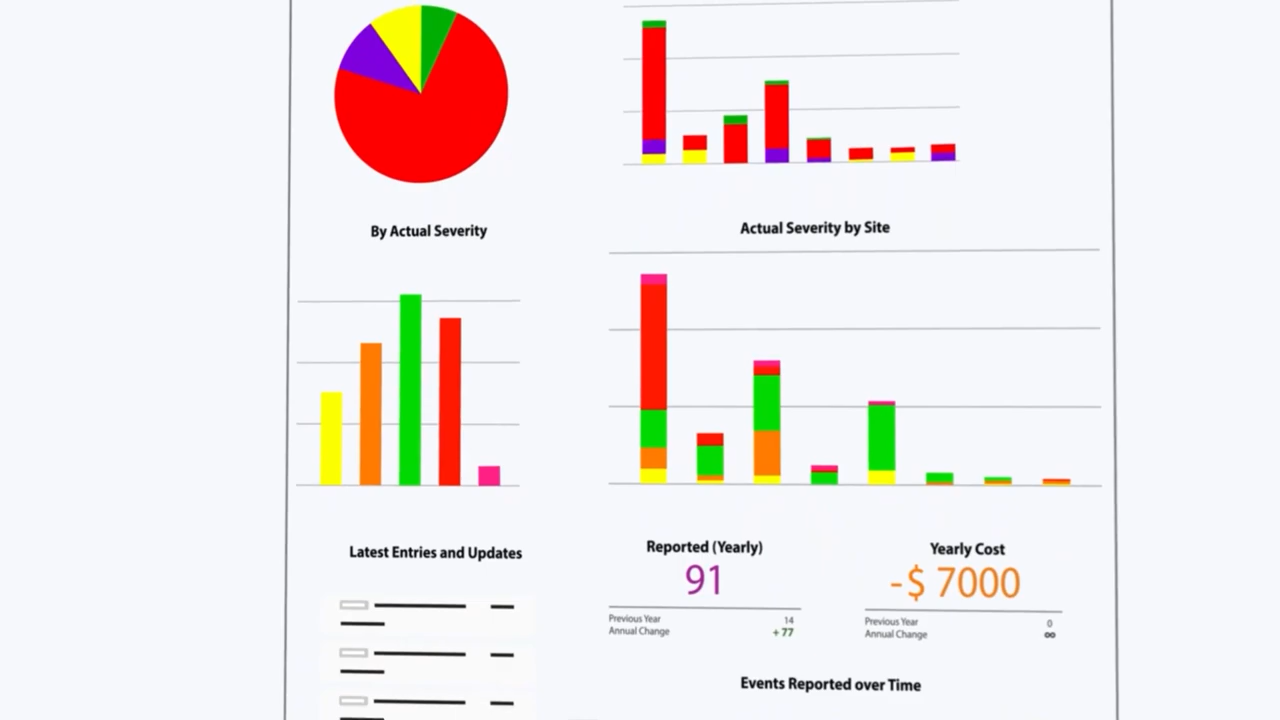 By Actual Severity
Actual Severity by Site
Latest Entries and Updates
Reported (Yearly)
91
Previous Year 14
Annual Change +77
Yearly Cost
-$ 7000
Previous Year 0
Annual Change ∞
Events Reported over Time